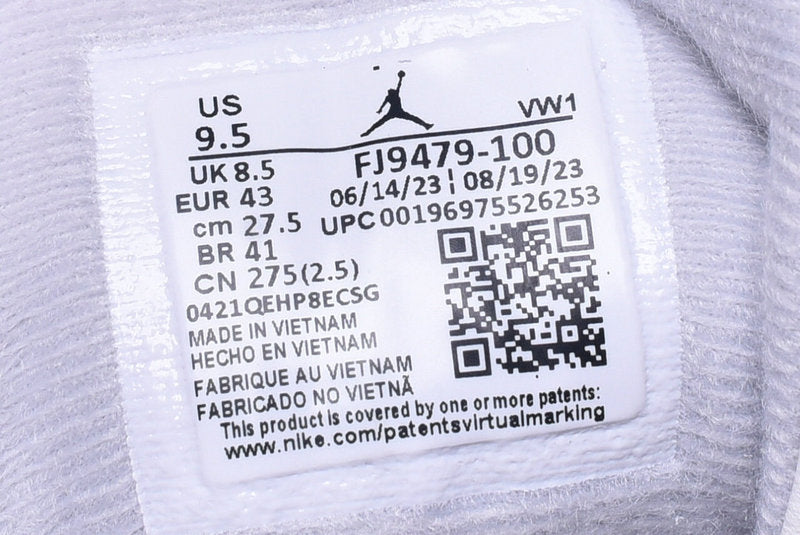 US
9.5
VW1
UK 8.5
FJ9479-100
EUR 43
06/14/23 ¦ 08/19/23
cm 27.5
UPC00196975526253
BR 41
CN 275(2.5)
0421QEHP8ECSG
MADE IN VIETNAM
HECHO EN VIETNAM
FABRIQUE AU VIETNAM
FABRICADO NO VIETNÃ
This product is covered by one or more patents:
www.nike.com/patentsvirtualmarking